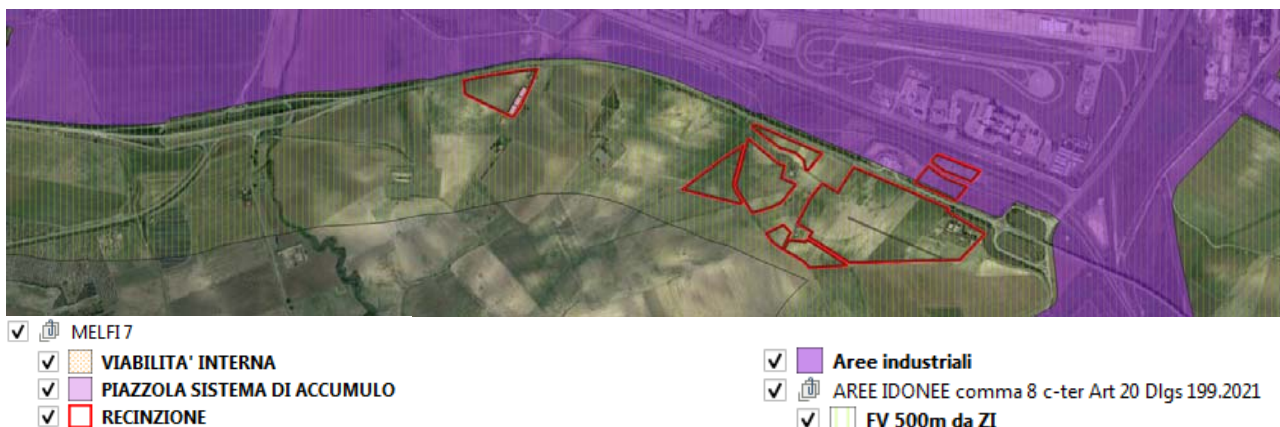 MELFI 7
VIABILITA' INTERNA
PIAZZOLA SISTEMA DI ACCUMULO
RECINZIONE
Aree industriali
AREE IDONEE comma 8 c-ter Art 20 Dlgs 199.2021
FV 500m da ZI